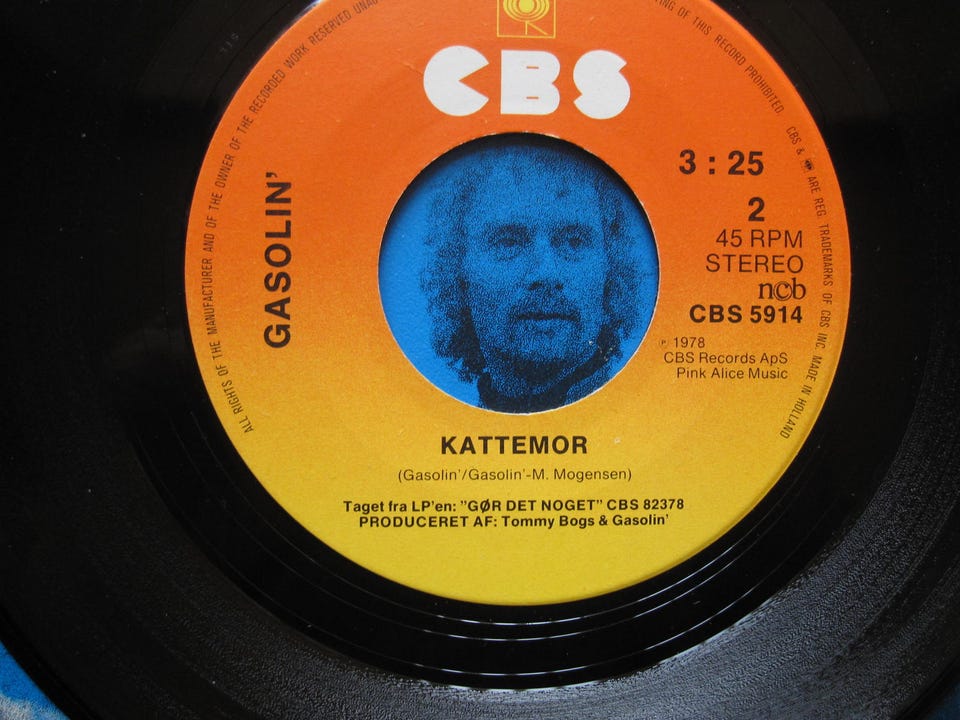 ALL RIGHTS OF THE MANUFACTURER AND OF THE OWNER OF THE RECORDED WORK RESERVED
ING OF THIS RECORD PROHIBITED. CBS & ARE REG. TRADEMARKS OF CBS INC. MADE IN HOLLAND
CBS
GASOLIN'
3 : 25
2
45 RPM
STEREO
n©b
CBS 5914
℗ 1978
CBS Records ApS
Pink Alice Music
KATTEMOR
(Gasolin'/Gasolin'-M. Mogensen)
Taget fra LP'en: "GØR DET NOGET" CBS 82378
PRODUCERET AF: Tommy Bogs & Gasolin'